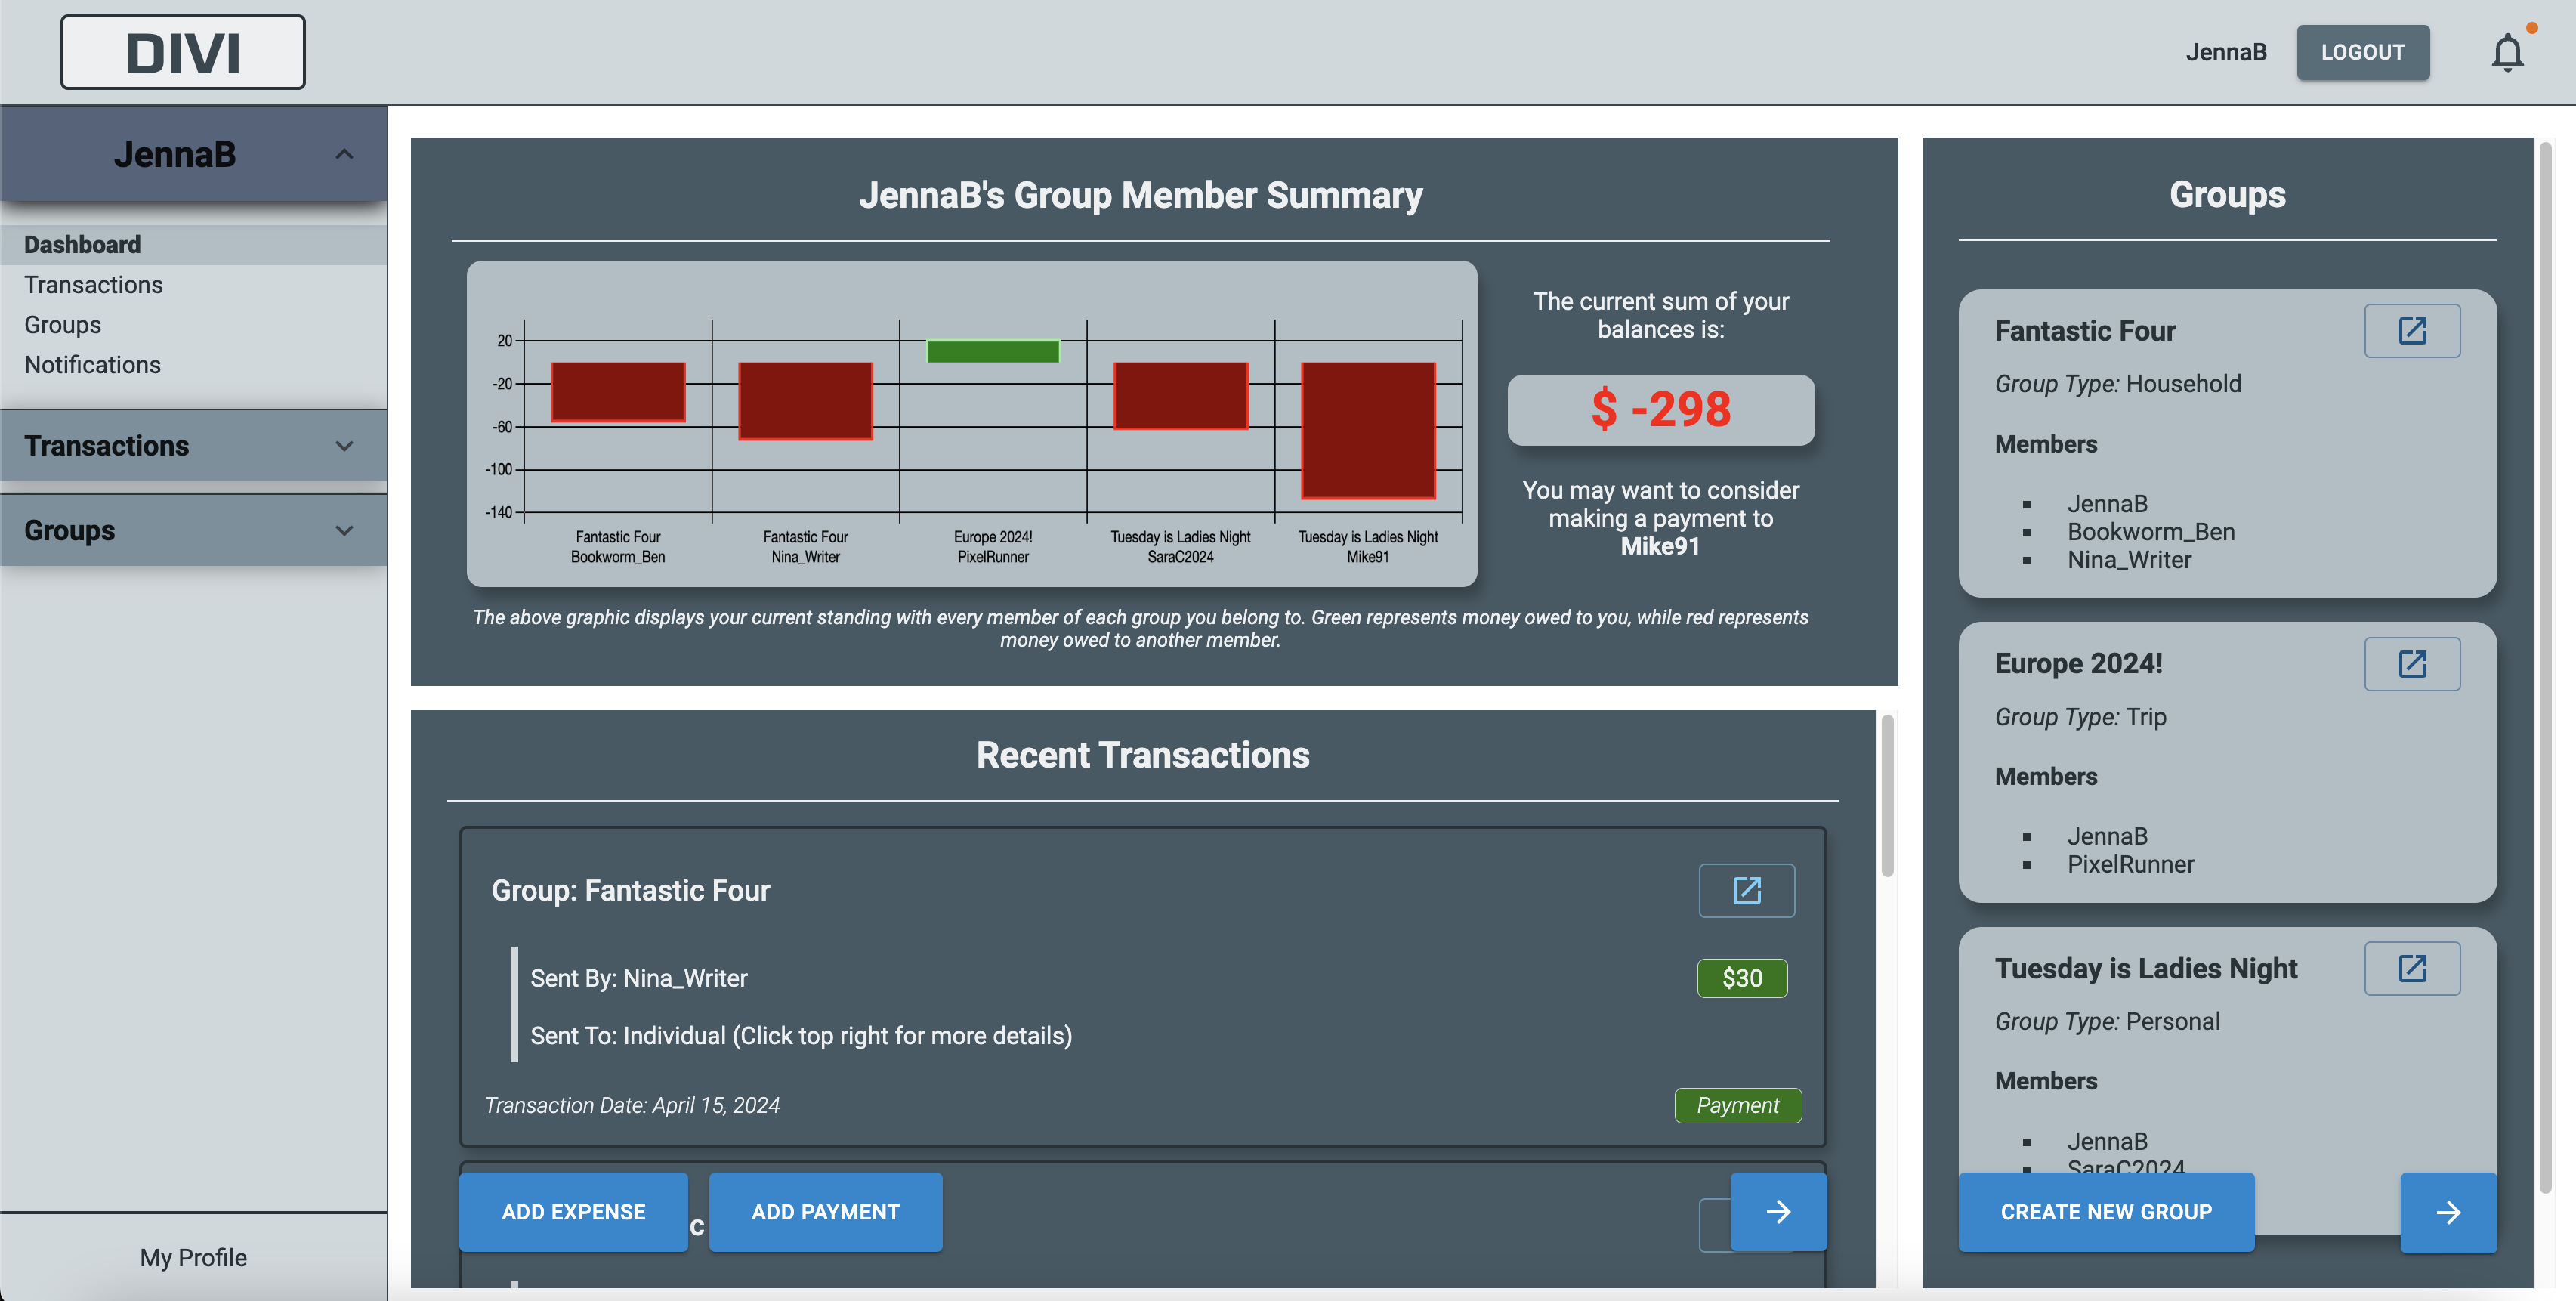 DIVI
JennaB
LOGOUT
JennaB
Dashboard
Transactions
Groups
Notifications
Transactions
Groups
My Profile
JennaB's Group Member Summary
20
-20
-60
-100
-140
Fantastic Four
Bookworm_Ben
Fantastic Four
Nina_Writer
Europe 2024!
PixelRunner
Tuesday is Ladies Night
SaraC2024
Tuesday is Ladies Night
Mike91
The current sum of your
balances is:
$ -298
You may want to consider
making a payment to
Mike91
The above graphic displays your current standing with every member of each group you belong to. Green represents money owed to you, while red represents
money owed to another member.
Recent Transactions
Group: Fantastic Four
Sent By: Nina_Writer
$30
Sent To: Individual (Click top right for more details)
Transaction Date: April 15, 2024
Payment
ADD EXPENSE
c
ADD PAYMENT
Groups
Fantastic Four
Group Type: Household
Members
JennaB
Bookworm_Ben
Nina_Writer
Europe 2024!
Group Type: Trip
Members
JennaB
PixelRunner
Tuesday is Ladies Night
Group Type: Personal
Members
JennaB
SaraC2024
CREATE NEW GROUP